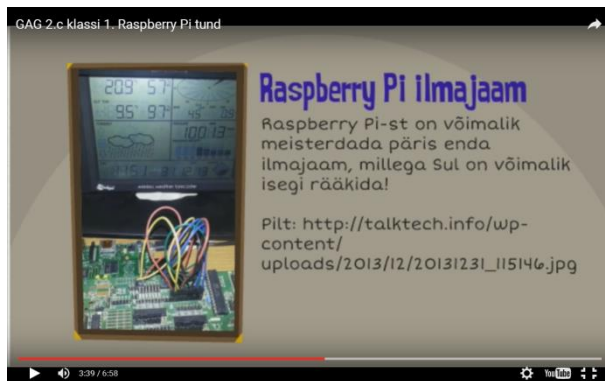 GAG 2.c klassi 1. Raspberry Pi tund
Raspberry Pi ilmajaam
Raspberry Pi-st on võimalik
meisterdada päris enda
ilmajaam, millega Sul on võimalik
isegi rääkida!
Pilt: http://talktech.info/wp-
content/
uploads/2013/12/20131231_115146.jpg
3:39 / 6:58
YouTube